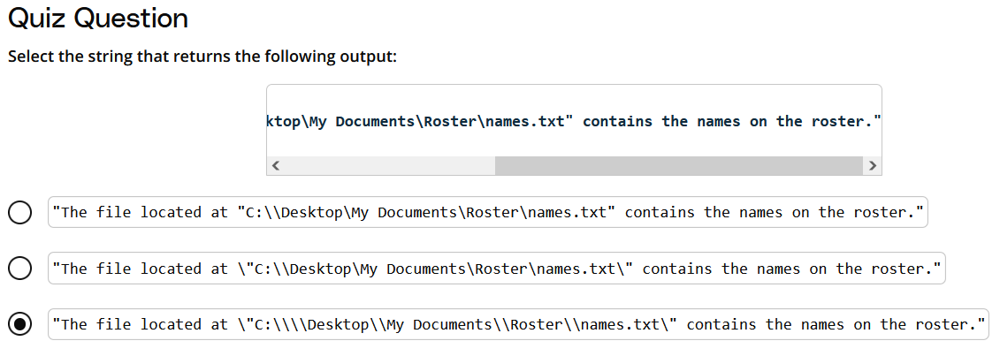 Quiz Question
Select the string that returns the following output:
ktop\My Documents\Roster\names.txt" contains the names on the roster."
"The file located at "C:\\Desktop\My Documents\Roster\names.txt" contains the names on the roster."
"The file located at \"C:\\Desktop\My Documents\Roster\names.txt\" contains the names on the roster."
"The file located at \"C:\\\\Desktop\\My Documents\\Roster\\names.txt\" contains the names on the roster."